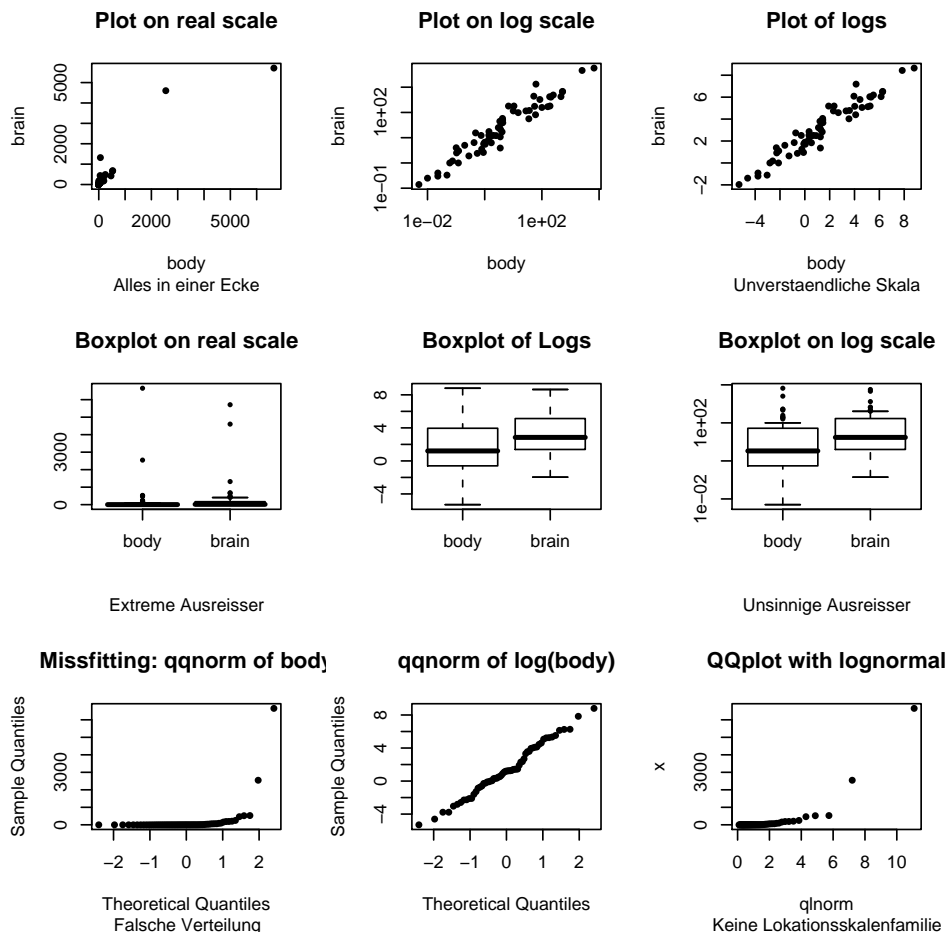 Plot on real scale
Plot on log scale
Plot of logs
brain
0 2000 5000
0 2000 5000
body
Alles in einer Ecke
brain
1e−01 1e+02
1e−02 1e+02
body
brain
−2 2 6
−4 −2 0 2 4 6 8
body
Unverstaendliche Skala
Boxplot on real scale
Boxplot of Logs
Boxplot on log scale
0 3000
body brain
Extreme Ausreisser
−4 0 4 8
body brain
1e−02 1e+02
body brain
Unsinnige Ausreisser
Missfitting: qqnorm of body
qqnorm of log(body)
QQplot with lognormal
Sample Quantiles
0 3000
−2 −1 0 1 2
Theoretical Quantiles
Falsche Verteilung
Sample Quantiles
−4 0 4 8
−2 −1 0 1 2
Theoretical Quantiles
x
0 3000
0 2 4 6 8 10
qlnorm
Keine Lokationsskalenfamilie